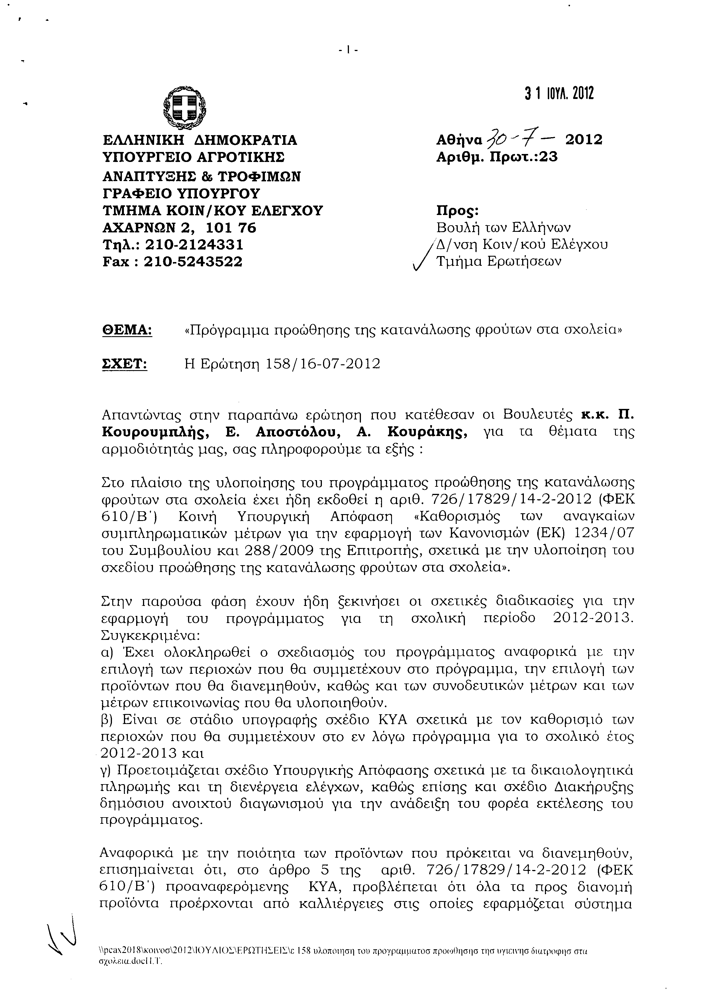 - 1 -
31 ΙΟΥΛ. 2012
ΕΛΛΗΝΙΚΗ ΔΗΜΟΚΡΑΤΙΑ
ΥΠΟΥΡΓΕΙΟ ΑΓΡΟΤΙΚΗΣ
ΑΝΑΠΤΥΞΗΣ & ΤΡΟΦΙΜΩΝ
ΓΡΑΦΕΙΟ ΥΠΟΥΡΓΟΥ
ΤΜΗΜΑ ΚΟΙΝ/ΚΟΥ ΕΛΕΓΧΟΥ
ΑΧΑΡΝΩΝ 2, 101 76
Τηλ.: 210-2124331
Fax : 210-5243522
Αθήνα 30-7- 2012
Αριθμ. Πρωτ.:23
Προς:
Βουλή των Ελλήνων
Δ/νση Κοιν/κού Ελέγχου
Τμήμα Ερωτήσεων
ΘΕΜΑ: «Πρόγραμμα προώθησης της κατανάλωσης φρούτων στα σχολεία»
ΣΧΕΤ: Η Ερώτηση 158/16-07-2012
Απαντώντας στην παραπάνω ερώτηση που κατέθεσαν οι Βουλευτές κ.κ. Π.
Κουρουμπλής, Ε. Αποστόλου, Α. Κουράκης, για τα θέματα της
αρμοδιότητάς μας, σας πληροφορούμε τα εξής :
Στο πλαίσιο της υλοποίησης του προγράμματος προώθησης της κατανάλωσης
φρούτων στα σχολεία έχει ήδη εκδοθεί η αριθ. 726/17829/14-2-2012 (ΦΕΚ
610/Β΄) Κοινή Υπουργική Απόφαση «Καθορισμός των αναγκαίων
συμπληρωματικών μέτρων για την εφαρμογή των Κανονισμών (ΕΚ) 1234/07
του Συμβουλίου και 288/2009 της Επιτροπής, σχετικά με την υλοποίηση του
σχεδίου προώθησης της κατανάλωσης φρούτων στα σχολεία».
Στην παρούσα φάση έχουν ήδη ξεκινήσει οι σχετικές διαδικασίες για την
εφαρμογή του προγράμματος για τη σχολική περίοδο 2012-2013.
Συγκεκριμένα:
α) Έχει ολοκληρωθεί ο σχεδιασμός του προγράμματος αναφορικά με την
επιλογή των περιοχών που θα συμμετέχουν στο πρόγραμμα, την επιλογή των
προϊόντων που θα διανεμηθούν, καθώς και των συνοδευτικών μέτρων και των
μέτρων επικοινωνίας που θα υλοποιηθούν.
β) Είναι σε στάδιο υπογραφής σχέδιο ΚΥΑ σχετικά με τον καθορισμό των
περιοχών που θα συμμετέχουν στο εν λόγω πρόγραμμα για το σχολικό έτος
2012-2013 και
γ) Προετοιμάζεται σχέδιο Υπουργικής Απόφασης σχετικά με τα δικαιολογητικά
πληρωμής και τη διενέργεια ελέγχων, καθώς επίσης και σχέδιο Διακήρυξης
δημόσιου ανοιχτού διαγωνισμού για την ανάδειξη του φορέα εκτέλεσης του
προγράμματος.
Αναφορικά με την ποιότητα των προϊόντων που πρόκειται να διανεμηθούν,
επισημαίνεται ότι, στο άρθρο 5 της αριθ. 726/17829/14-2-2012 (ΦΕΚ
610/Β΄) προαναφερόμενης ΚΥΑ, προβλέπεται ότι όλα τα προς διανομή
προϊόντα προέρχονται από καλλιέργειες στις οποίες εφαρμόζεται σύστημα
\\pcax2018\κοινοσ\2012\ΙΟΥΛΙΟΣ\ΕΡΩΤΗΣΕΙΣ\ε 158 υλοποιηση του προγραμματοσ προωθησησ τησ υγιεινησ διατροφησ στα
σχολεια.docΠ.Τ.